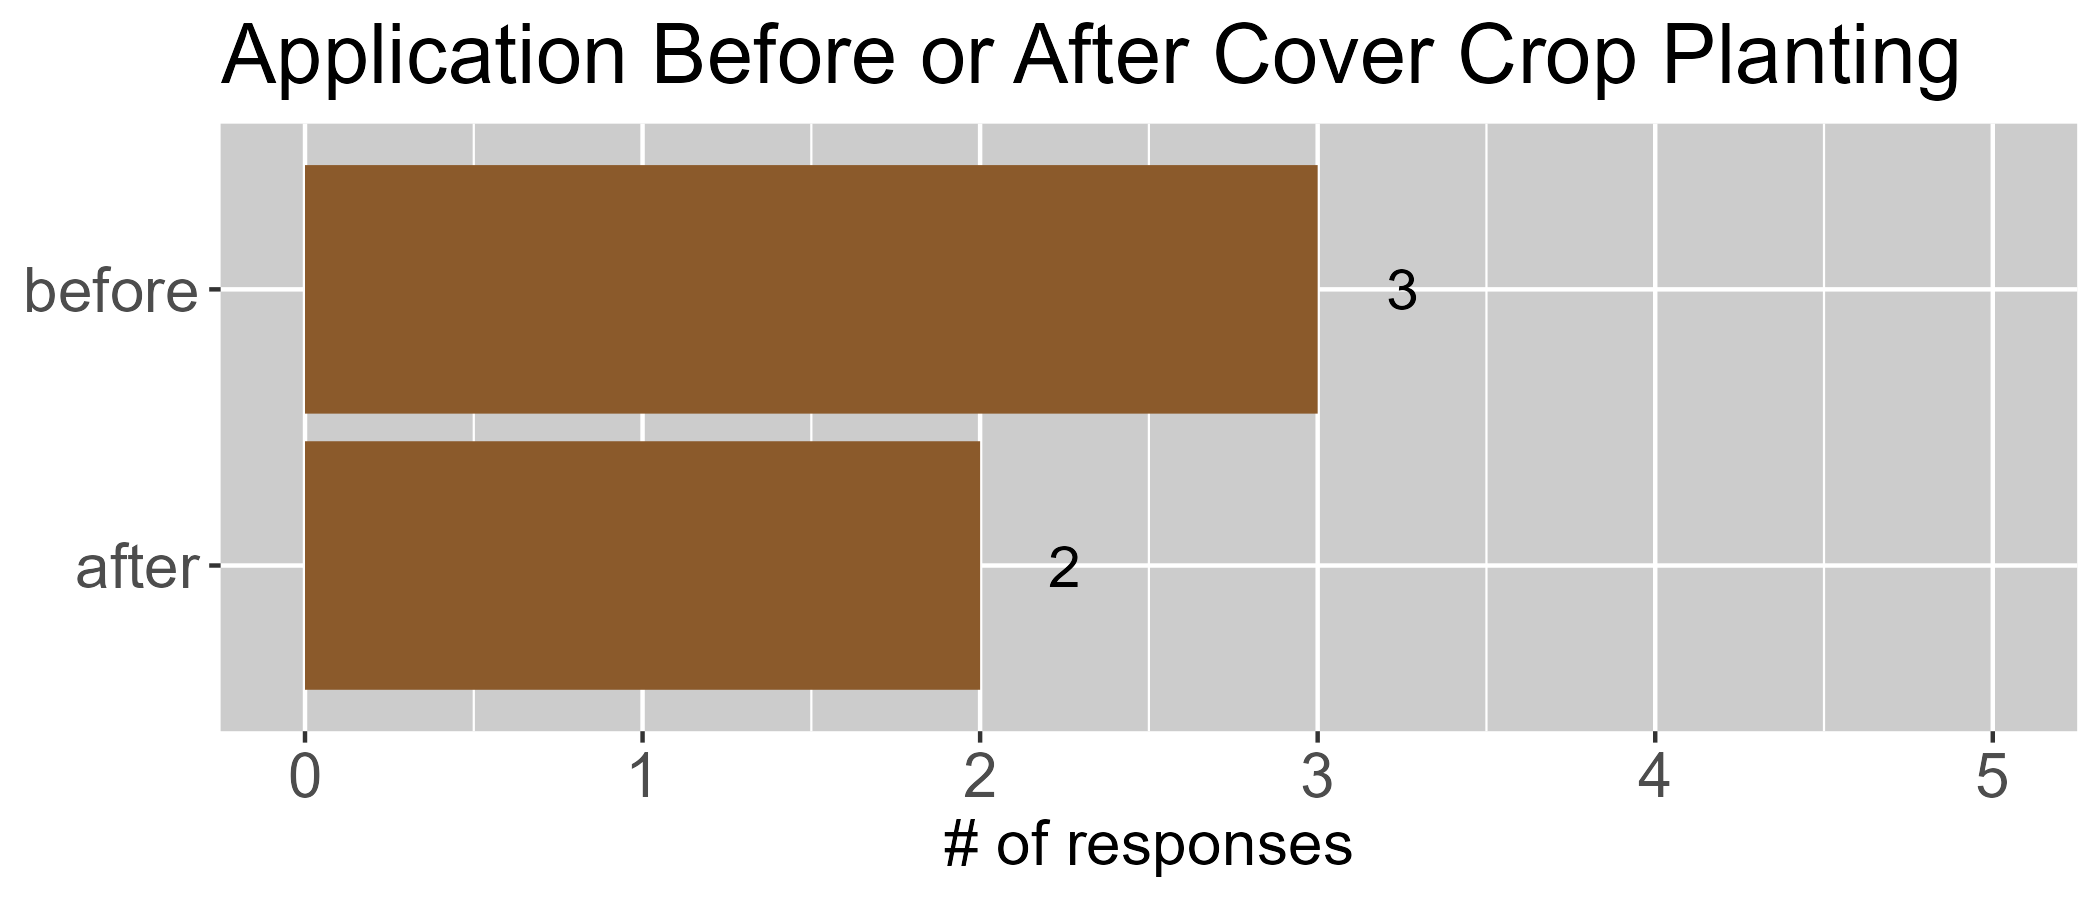 Application Before or After Cover Crop Planting
before
3
after
2
0 1 2 3 4 5
# of responses